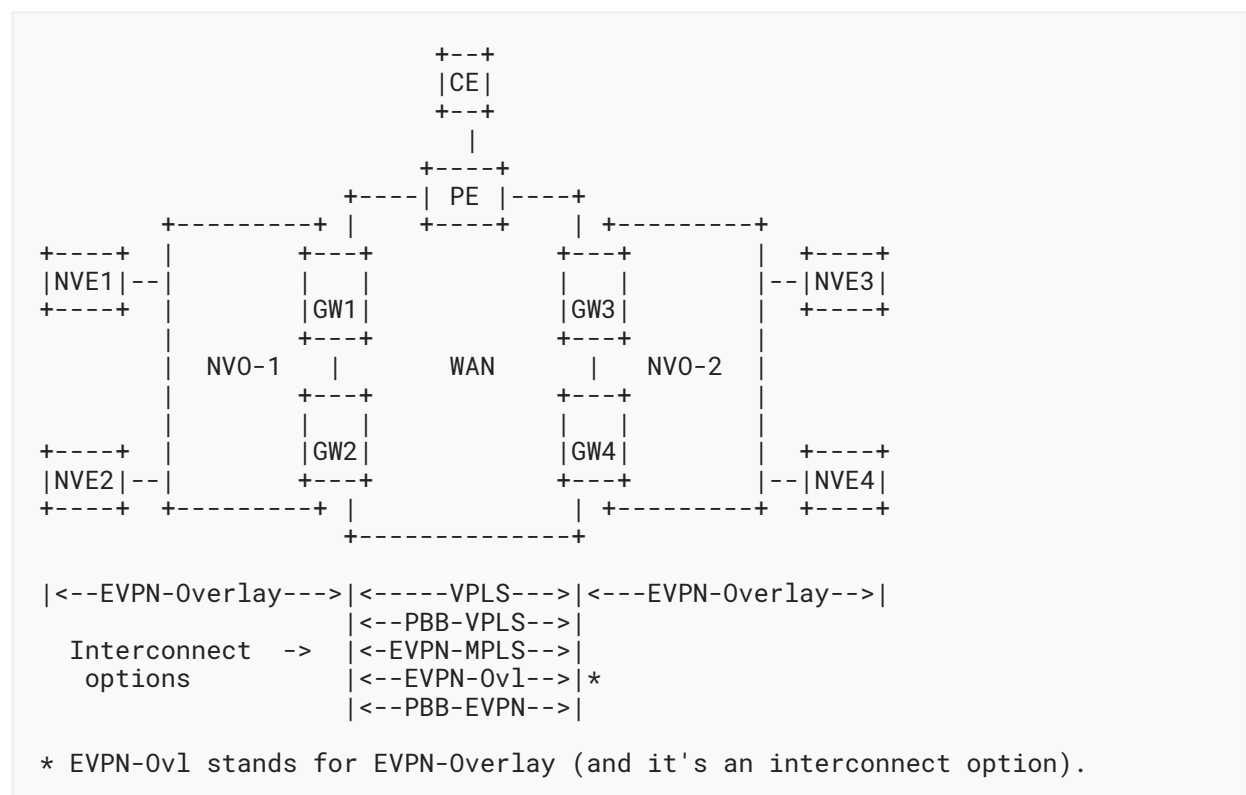 +--+
                          |CE|
                          +--+
                            |
                         +----+
                    +----| PE |----+
        +---------+ |    +----+    | +---------+
+----+  |        +---+            +---+        |  +----+
|NVE1|--|        |   |            |   |        |--|NVE3|
+----+  |        |GW1|            |GW3|        |  +----+
        |        +---+            +---+        |
        |  NVO-1   |       WAN      |   NVO-2  |
        |        +---+            +---+        |
        |        |   |            |   |        |
+----+  |        |GW2|            |GW4|        |  +----+
|NVE2|--|        +---+            +---+        |--|NVE4|
+----+  +---------+ |              | +---------+  +----+
                    +--------------+

|<--EVPN-Overlay--->|<-----VPLS--->|<---EVPN-Overlay-->|
                    |<--PBB-VPLS-->|
  Interconnect  ->  |<-EVPN-MPLS-->|
   options          |<--EVPN-Ovl-->|*
                    |<--PBB-EVPN-->|

* EVPN-Ovl stands for EVPN-Overlay (and it's an interconnect option).